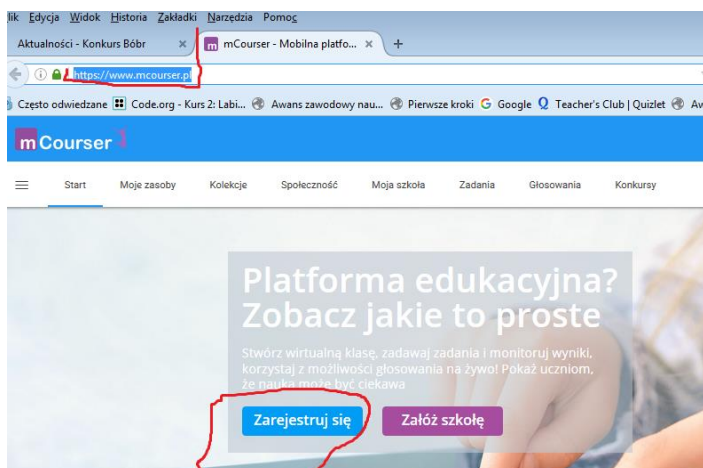 lik Edycja Widok Historia Zakładki Narzędzia Pomoc
Aktualności - Konkurs Bóbr × m mCourser - Mobilna platfo... × +
https://www.mcourser.pl
Często odwiedzane Code.org - Kurs 2: Labi... Awans zawodowy nau... Pierwsze kroki G Google Q Teacher's Club | Quizlet Aw
mCourser
Start Moje zasoby Kolekcje Społeczność Moja szkoła Zadania Głosowania Konkursy
Platforma edukacyjna?
Zobacz jakie to proste
Stwórz wirtualną klasę, zadawaj zadania i monitoruj wyniki,
korzystaj z możliwości głosowania na żywo! Pokaż uczniom,
że nauka może być ciekawa
Zarejestruj się Załóż szkołę